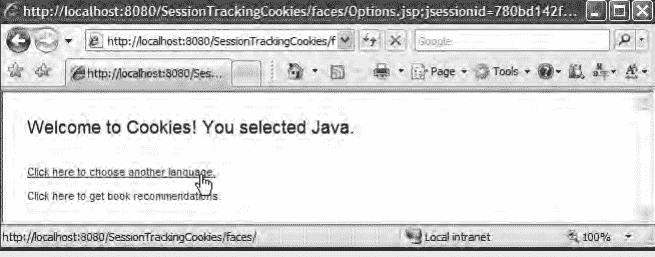 http://localhost:8080/SessionTrackingCookies/faces/Options.jsp;jsessionid=780bd142f...
http://localhost:8080/SessionTrackingCookies/f
Google
http://localhost:8080/Ses...
Page Tools
Welcome to Cookies! You selected Java.
Click here to choose another language.
Click here to get book recommendations.
http://localhost:8080/SessionTrackingCookies/faces/ Local intranet 100%